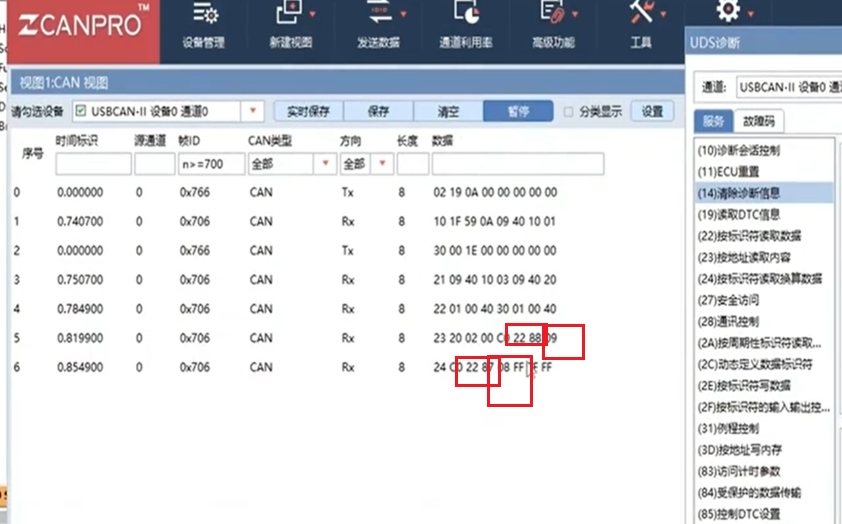 ZCANPRO™
设备管理 新建视图 发送数据 通道利用率 高级功能 工具
UDS诊断
视图1:CAN 视图
请勾选设备 USBCAN-II 设备0 通道0 实时保存 保存 清空 暂停 分类显示 设置
通道: USBCAN-II 设备0
服务 故障码
序号 时间标识 源通道 帧ID CAN类型 方向 长度 数据
n>=700 全部 全部
0 0.000000 0 0x766 CAN Tx 8 02 19 0A 00 00 00 00 00
1 0.740700 0 0x706 CAN Rx 8 10 1F 59 0A 09 40 10 01
2 0.000000 0 0x766 CAN Tx 8 30 00 1E 00 00 00 00 00
3 0.750700 0 0x706 CAN Rx 8 21 09 40 10 03 09 40 20
4 0.784900 0 0x706 CAN Rx 8 22 01 00 40 30 01 00 40
5 0.819900 0 0x706 CAN Rx 8 23 20 02 00 C0 22 88 09
6 0.854900 0 0x706 CAN Rx 8 24 C0 22 87 08 FF FF
(10)诊断会话控制
(11)ECU重置
(14)清除诊断信息
(19)读取DTC信息
(22)按标识符读取数据
(23)按地址读取内容
(24)按标识符读取换算数据
(27)安全访问
(28)通讯控制
(2A)按周期性标识符读取...
(2C)动态定义数据标识符
(2E)按标识符写数据
(2F)按标识符的输入输出控...
(31)例程控制
(3D)按地址写内存
(83)访问计时参数
(84)受保护的数据传输
(85)控制DTC设置